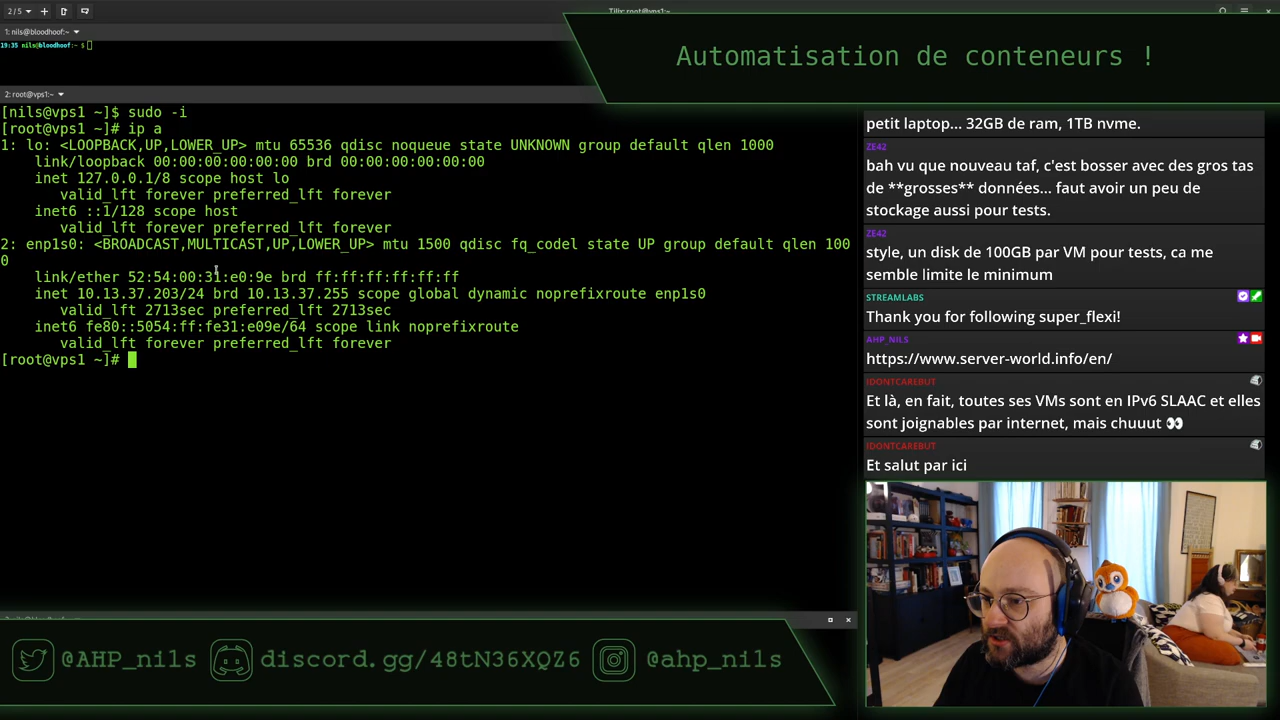 2 / 5
1: nils@bloodhoof:~
19:35 nils@bloodhoof:~ $
Automatisation de conteneurs !
2: root@vps1:~
[nils@vps1 ~]$ sudo -i
[root@vps1 ~]# ip a
1: lo: <LOOPBACK,UP,LOWER_UP> mtu 65536 qdisc noqueue state UNKNOWN group default qlen 1000
link/loopback 00:00:00:00:00:00 brd 00:00:00:00:00:00
inet 127.0.0.1/8 scope host lo
valid_lft forever preferred_lft forever
inet6 ::1/128 scope host
valid_lft forever preferred_lft forever
2: enp1s0: <BROADCAST,MULTICAST,UP,LOWER_UP> mtu 1500 qdisc fq_codel state UP group default qlen 100
0
link/ether 52:54:00:31:e0:9e brd ff:ff:ff:ff:ff:ff
inet 10.13.37.203/24 brd 10.13.37.255 scope global dynamic noprefixroute enp1s0
valid_lft 2713sec preferred_lft 2713sec
inet6 fe80::5054:ff:fe31:e09e/64 scope link noprefixroute
valid_lft forever preferred_lft forever
[root@vps1 ~]#
petit laptop... 32GB de ram, 1TB nvme.
ZE42
bah vu que nouveau taf, c'est bosser avec des gros tas
de **grosses** données... faut avoir un peu de
stockage aussi pour tests.
ZE42
style, un disk de 100GB par VM pour tests, ca me
semble limite le minimum
STREAMLABS
Thank you for following super_flexi!
AHP_NILS
https://www.server-world.info/en/
IDONTCAREBUT
Et là, en fait, toutes ses VMs sont en IPv6 SLAAC et elles
sont joignables par internet, mais chuuut 👀
IDONTCAREBUT
Et salut par ici
@AHP_nils
discord.gg/48tN36XQZ6
@ahp_nils